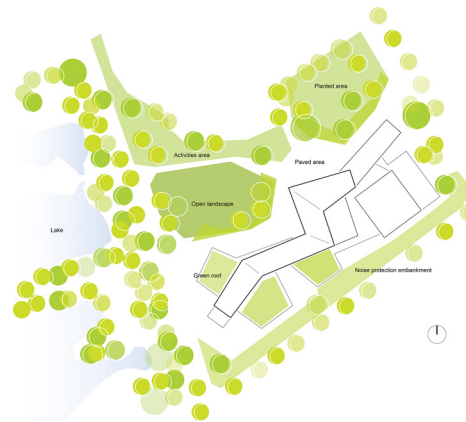 Planted area
Activities area
Paved area
Open landscape
Lake
Green roof
Noise protection embankment